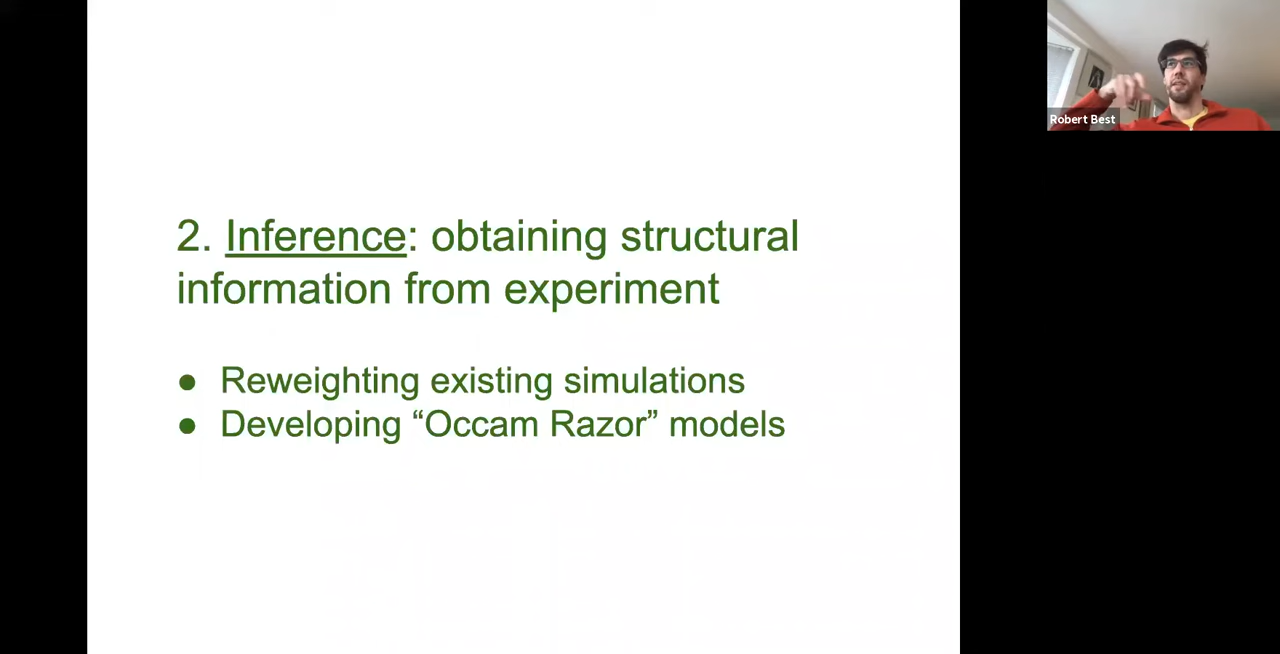 2. Inference: obtaining structural
information from experiment
● Reweighting existing simulations
● Developing “Occam Razor” models
Robert Best